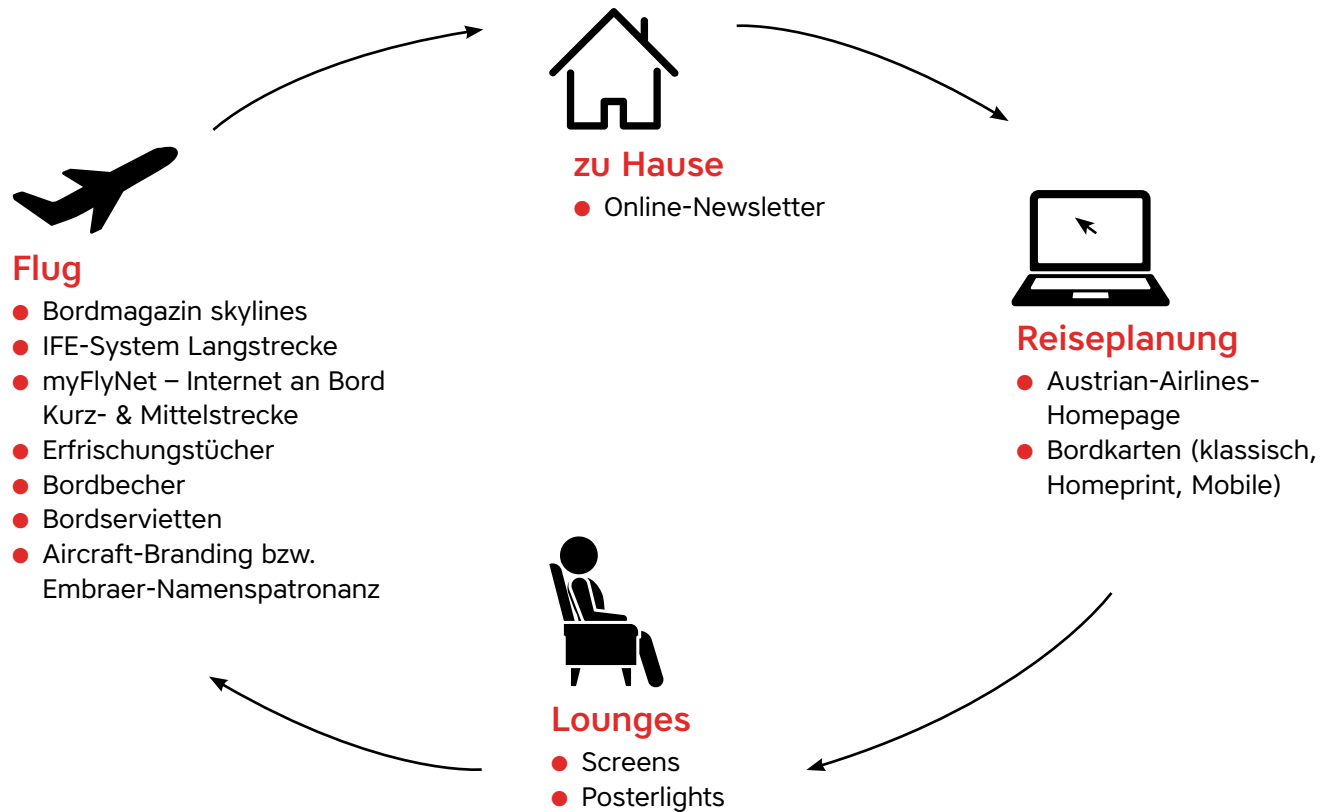 zu Hause
Online-Newsletter
Flug
Bordmagazin skylines
IFE-System Langstrecke
myFlyNet – Internet an Bord
Kurz- & Mittelstrecke
Erfrischungstücher
Bordbecher
Bordservietten
Aircraft-Branding bzw.
Embraer-Namenspatronanz
Reiseplanung
Austrian-Airlines-
Homepage
Bordkarten (klassisch,
Homeprint, Mobile)
Lounges
Screens
Posterlights